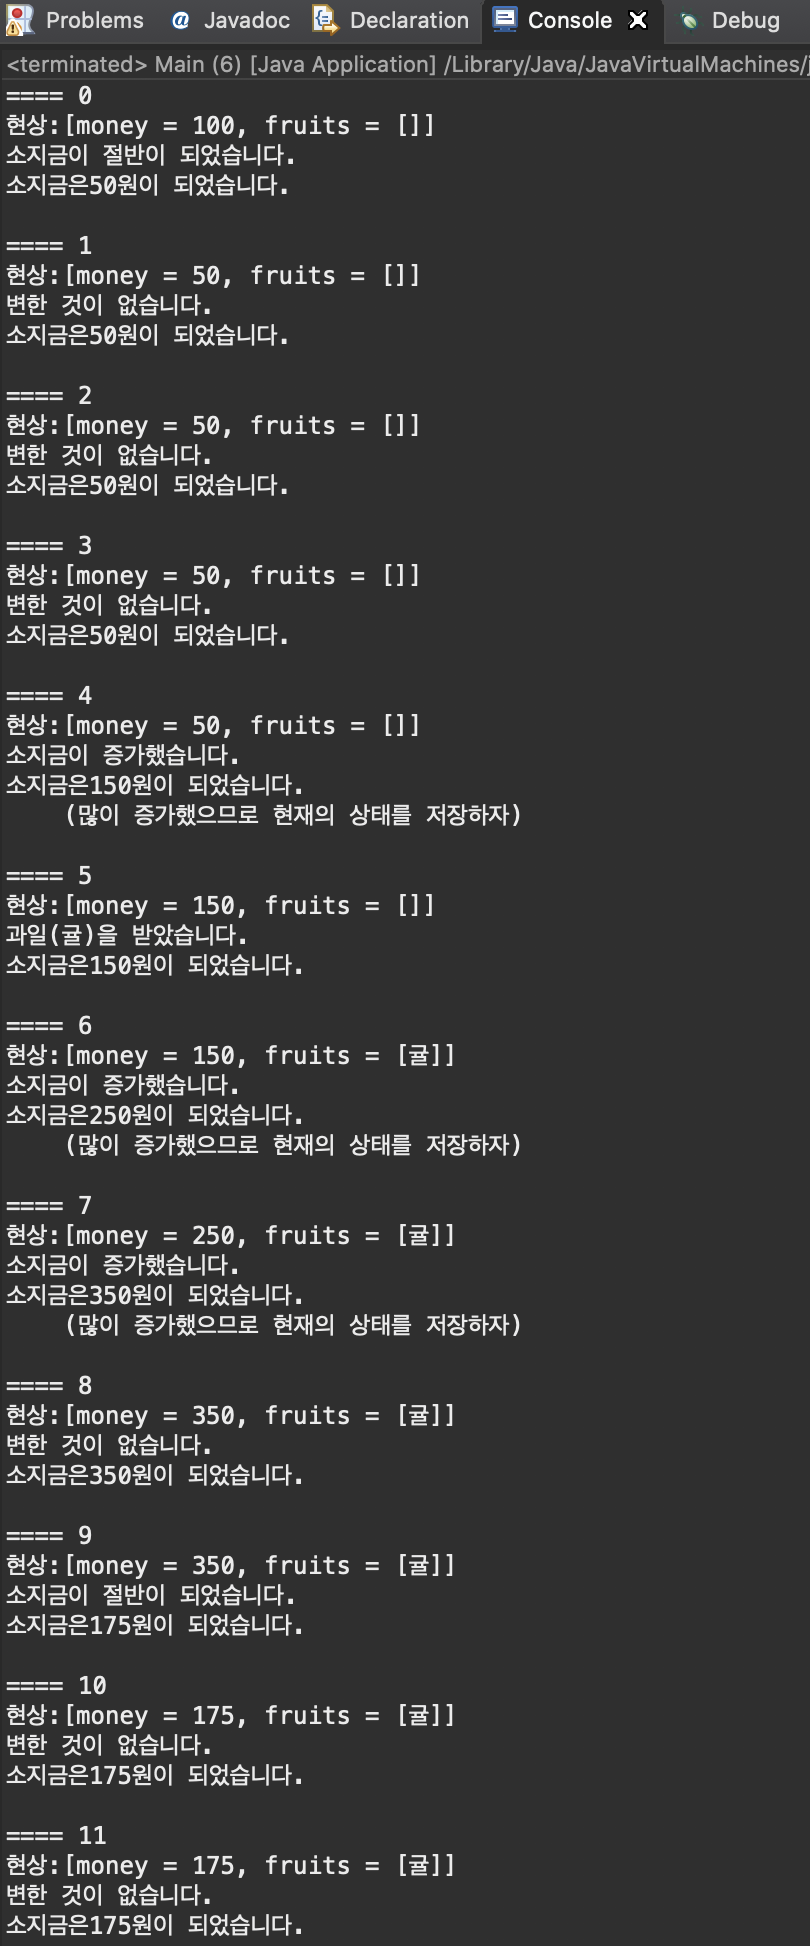 Problems Javadoc Declaration Console Debug
<terminated> Main (6) [Java Application] /Library/Java/JavaVirtualMachines/j
==== 0
현상:[money = 100, fruits = []]
소지금이 절반이 되었습니다.
소지금은50원이 되었습니다.
==== 1
현상:[money = 50, fruits = []]
변한 것이 없습니다.
소지금은50원이 되었습니다.
==== 2
현상:[money = 50, fruits = []]
변한 것이 없습니다.
소지금은50원이 되었습니다.
==== 3
현상:[money = 50, fruits = []]
변한 것이 없습니다.
소지금은50원이 되었습니다.
==== 4
현상:[money = 50, fruits = []]
소지금이 증가했습니다.
소지금은150원이 되었습니다.
(많이 증가했으므로 현재의 상태를 저장하자)
==== 5
현상:[money = 150, fruits = []]
과일(귤)을 받았습니다.
소지금은150원이 되었습니다.
==== 6
현상:[money = 150, fruits = [귤]]
소지금이 증가했습니다.
소지금은250원이 되었습니다.
(많이 증가했으므로 현재의 상태를 저장하자)
==== 7
현상:[money = 250, fruits = [귤]]
소지금이 증가했습니다.
소지금은350원이 되었습니다.
(많이 증가했으므로 현재의 상태를 저장하자)
==== 8
현상:[money = 350, fruits = [귤]]
변한 것이 없습니다.
소지금은350원이 되었습니다.
==== 9
현상:[money = 350, fruits = [귤]]
소지금이 절반이 되었습니다.
소지금은175원이 되었습니다.
==== 10
현상:[money = 175, fruits = [귤]]
변한 것이 없습니다.
소지금은175원이 되었습니다.
==== 11
현상:[money = 175, fruits = [귤]]
변한 것이 없습니다.
소지금은175원이 되었습니다.